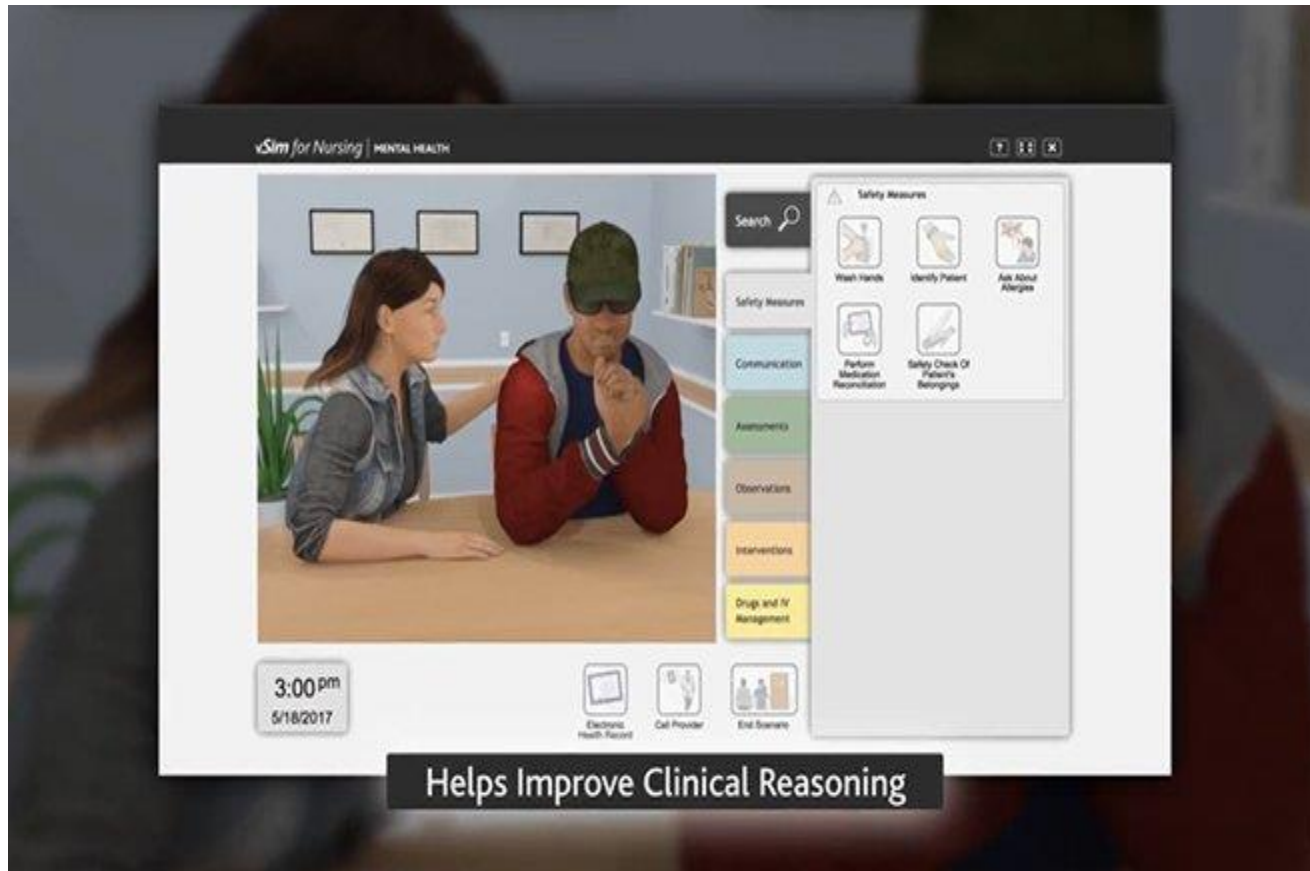 vSim for Nursing | MENTAL HEALTH
?
X
Search
Safety Measures
Communication
Assessments
Observations
Interventions
Drugs and IV
Management
Safety Measures
Wash Hands
Identify Patient
Ask About
Allergies
Perform
Medication
Reconciliation
Safety Check Of
Patient's
Belongings
3:00 pm
5/18/2017
Electronic
Health Record
Call Provider
End Scenario
Helps Improve Clinical Reasoning